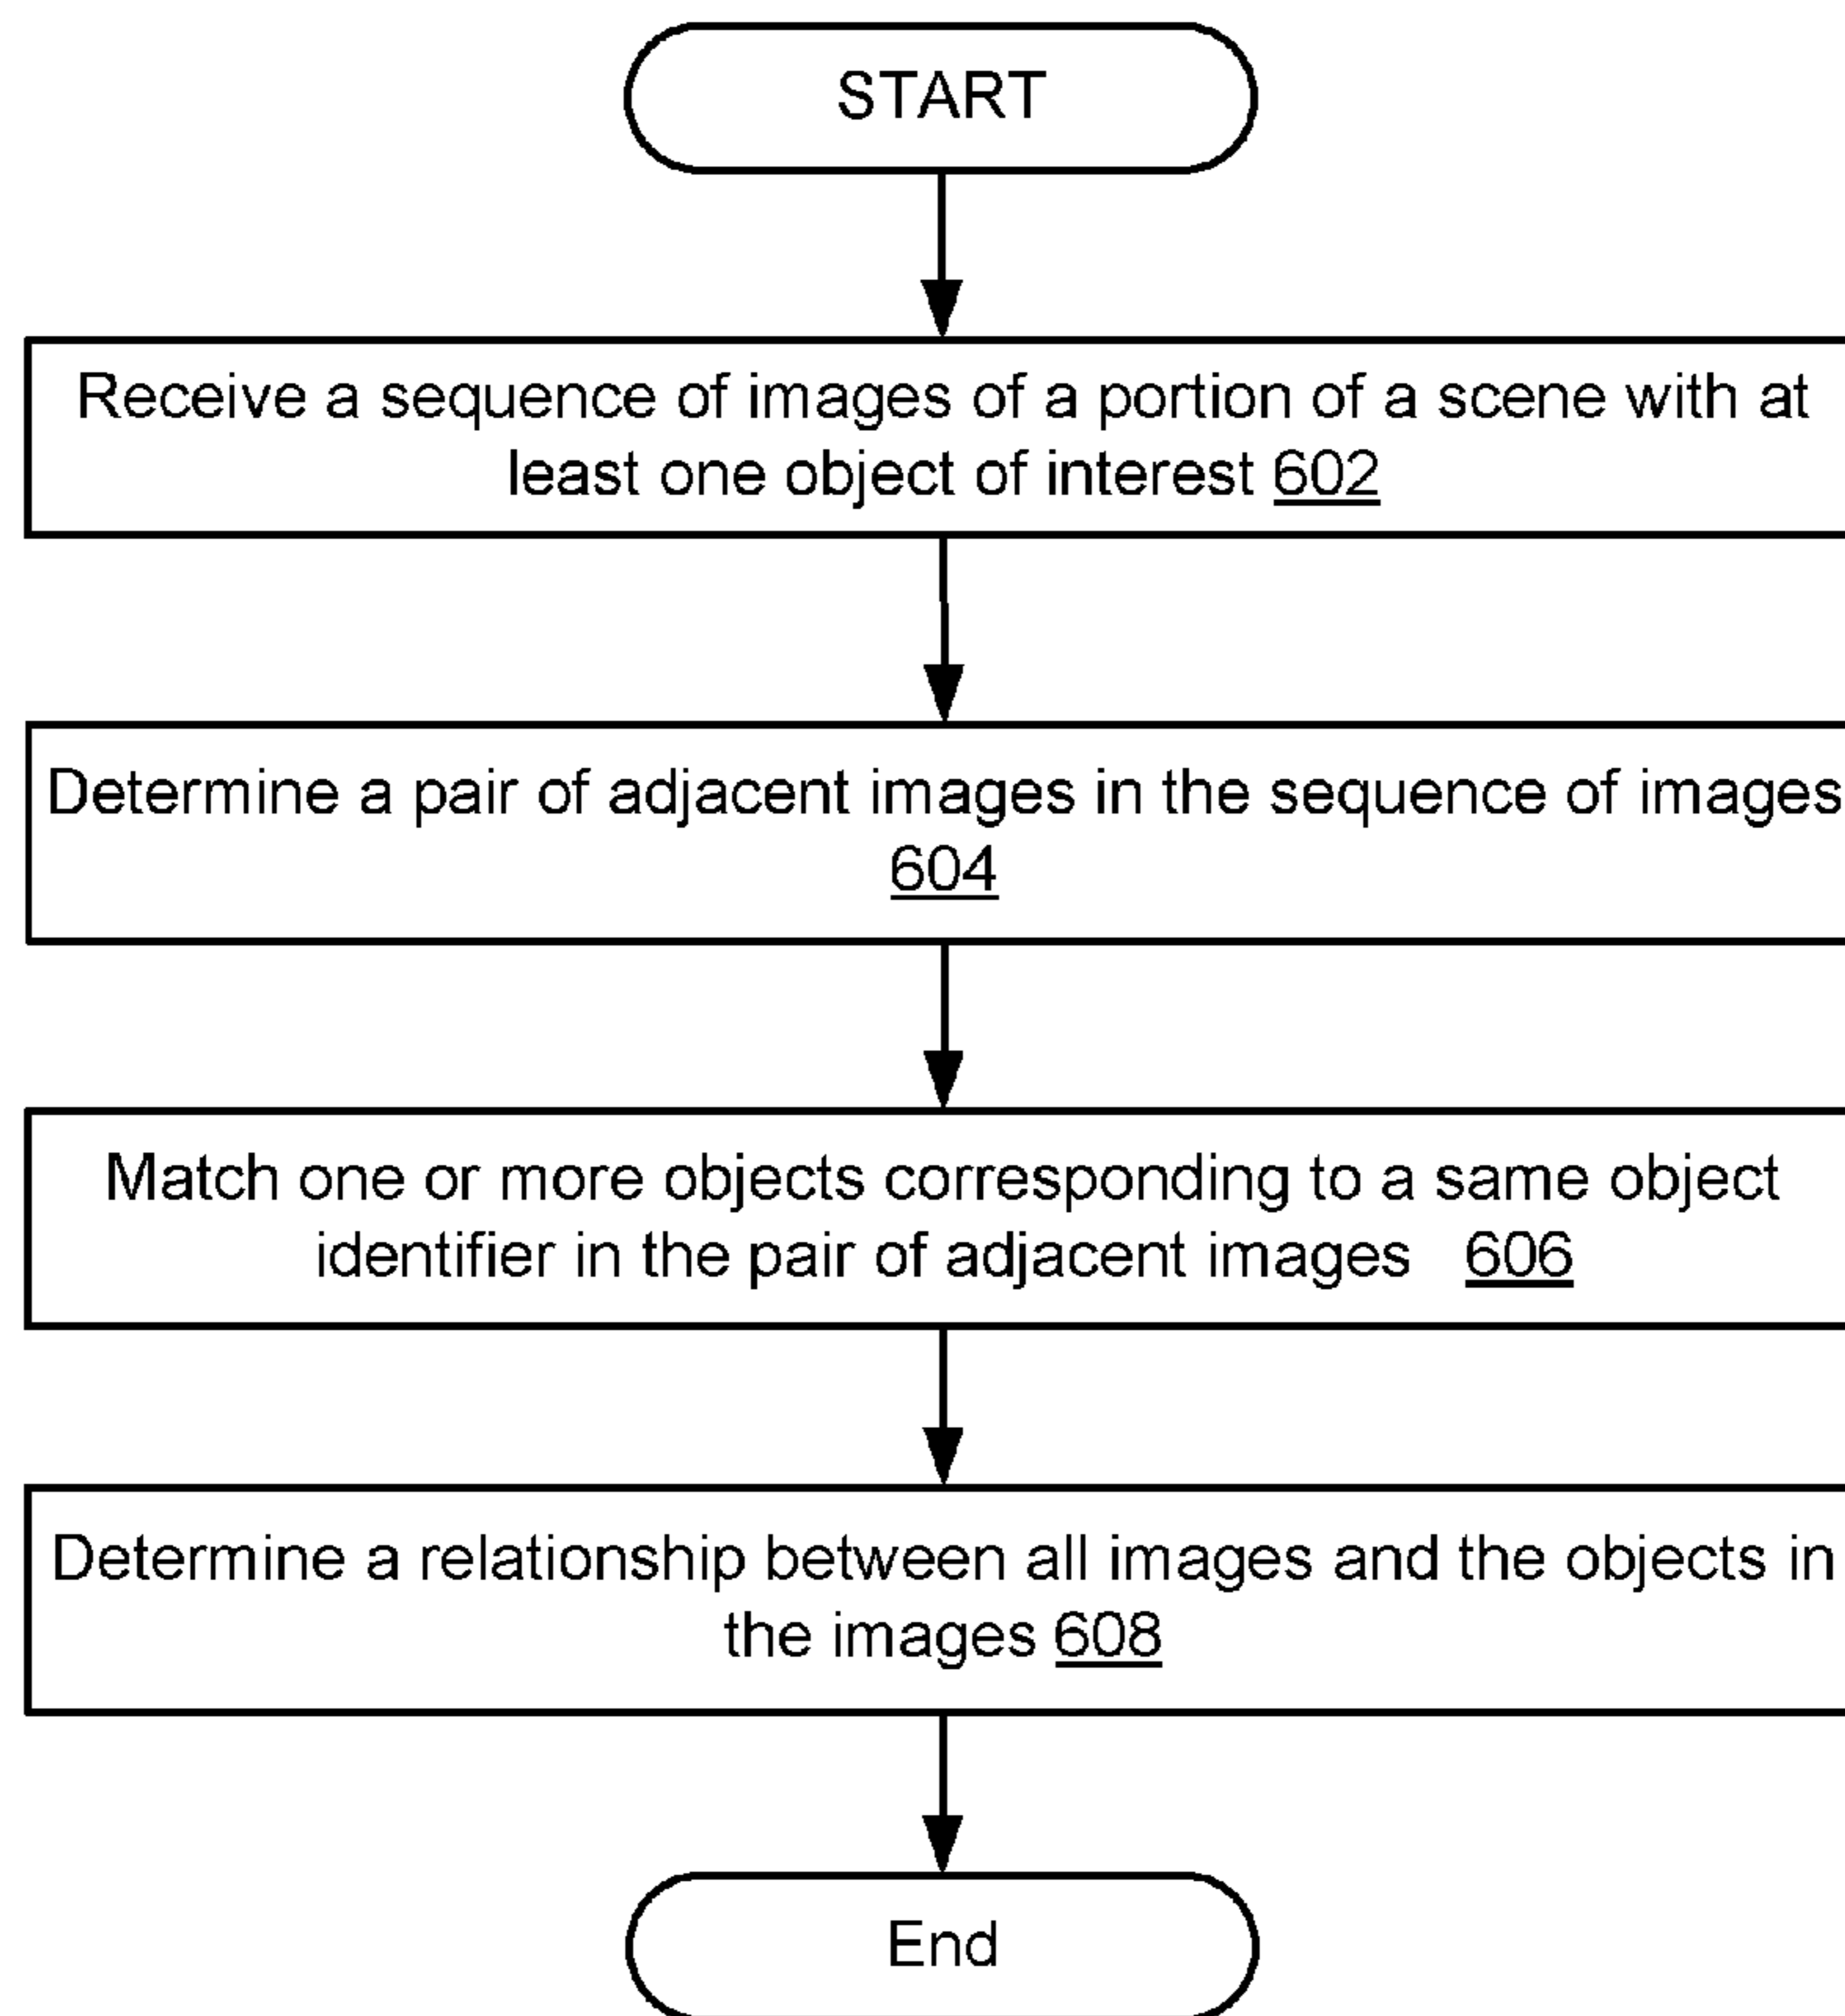 START
Receive a sequence of images of a portion of a scene with at
least one object of interest 602
Determine a pair of adjacent images in the sequence of images
604
Match one or more objects corresponding to a same object
identifier in the pair of adjacent images 606
Determine a relationship between all images and the objects in
the images 608
End